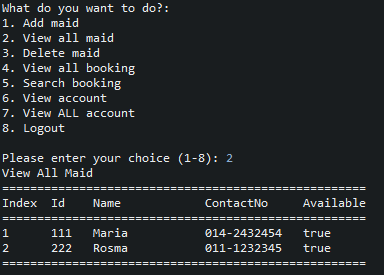 What do you want to do?:
1. Add maid
2. View all maid
3. Delete maid
4. View all booking
5. Search booking
6. View account
7. View ALL account
8. Logout

Please enter your choice (1-8): 2
View All Maid
====================================================
Index  Id    Name            ContactNo     Available
====================================================
1      111   Maria           014-2432454   true
2      222   Rosma           011-1232345   true
====================================================